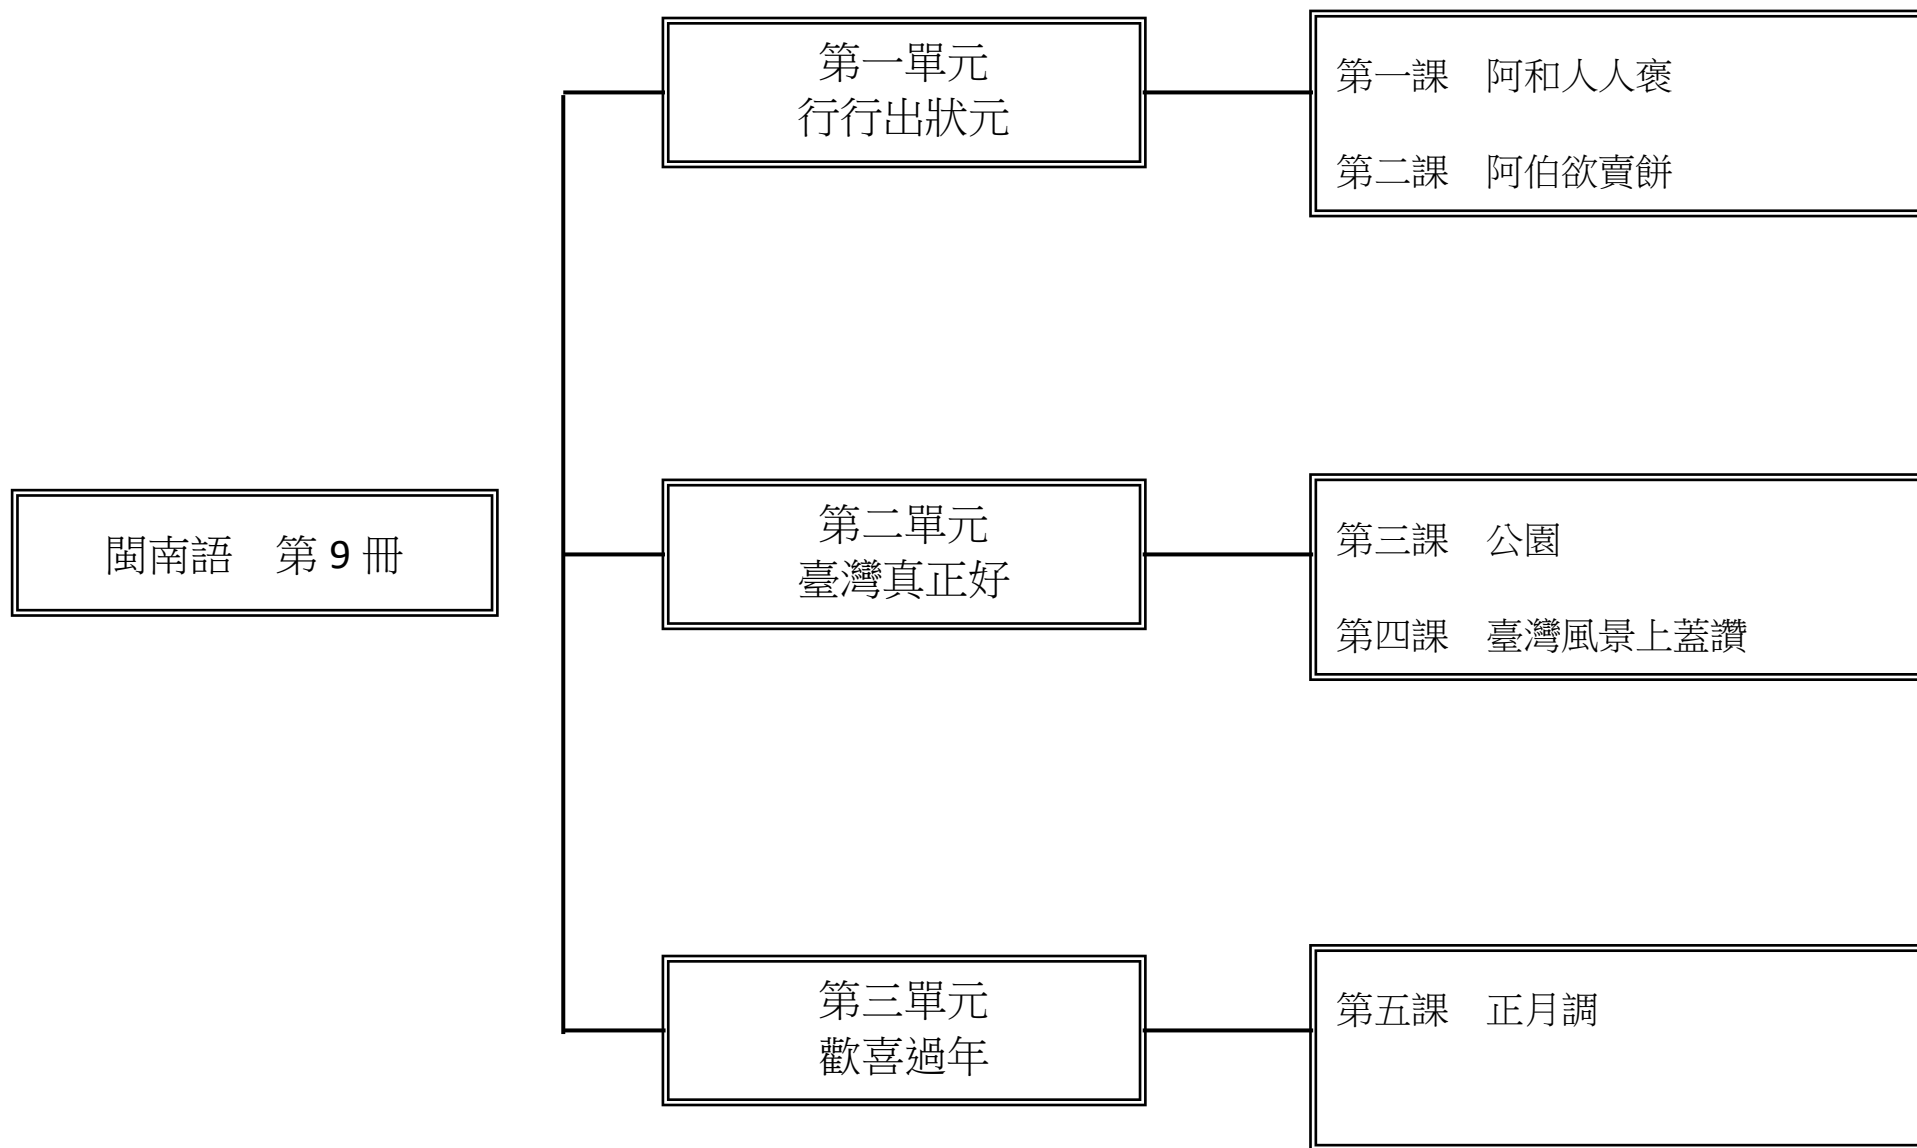 閩南語　第 9 冊
第一單元
行行出狀元
第一課　阿和人人褒
第二課　阿伯欲賣餅
第二單元
臺灣真正好
第三課　公園
第四課　臺灣風景上蓋讚
第三單元
歡喜過年
第五課　正月調